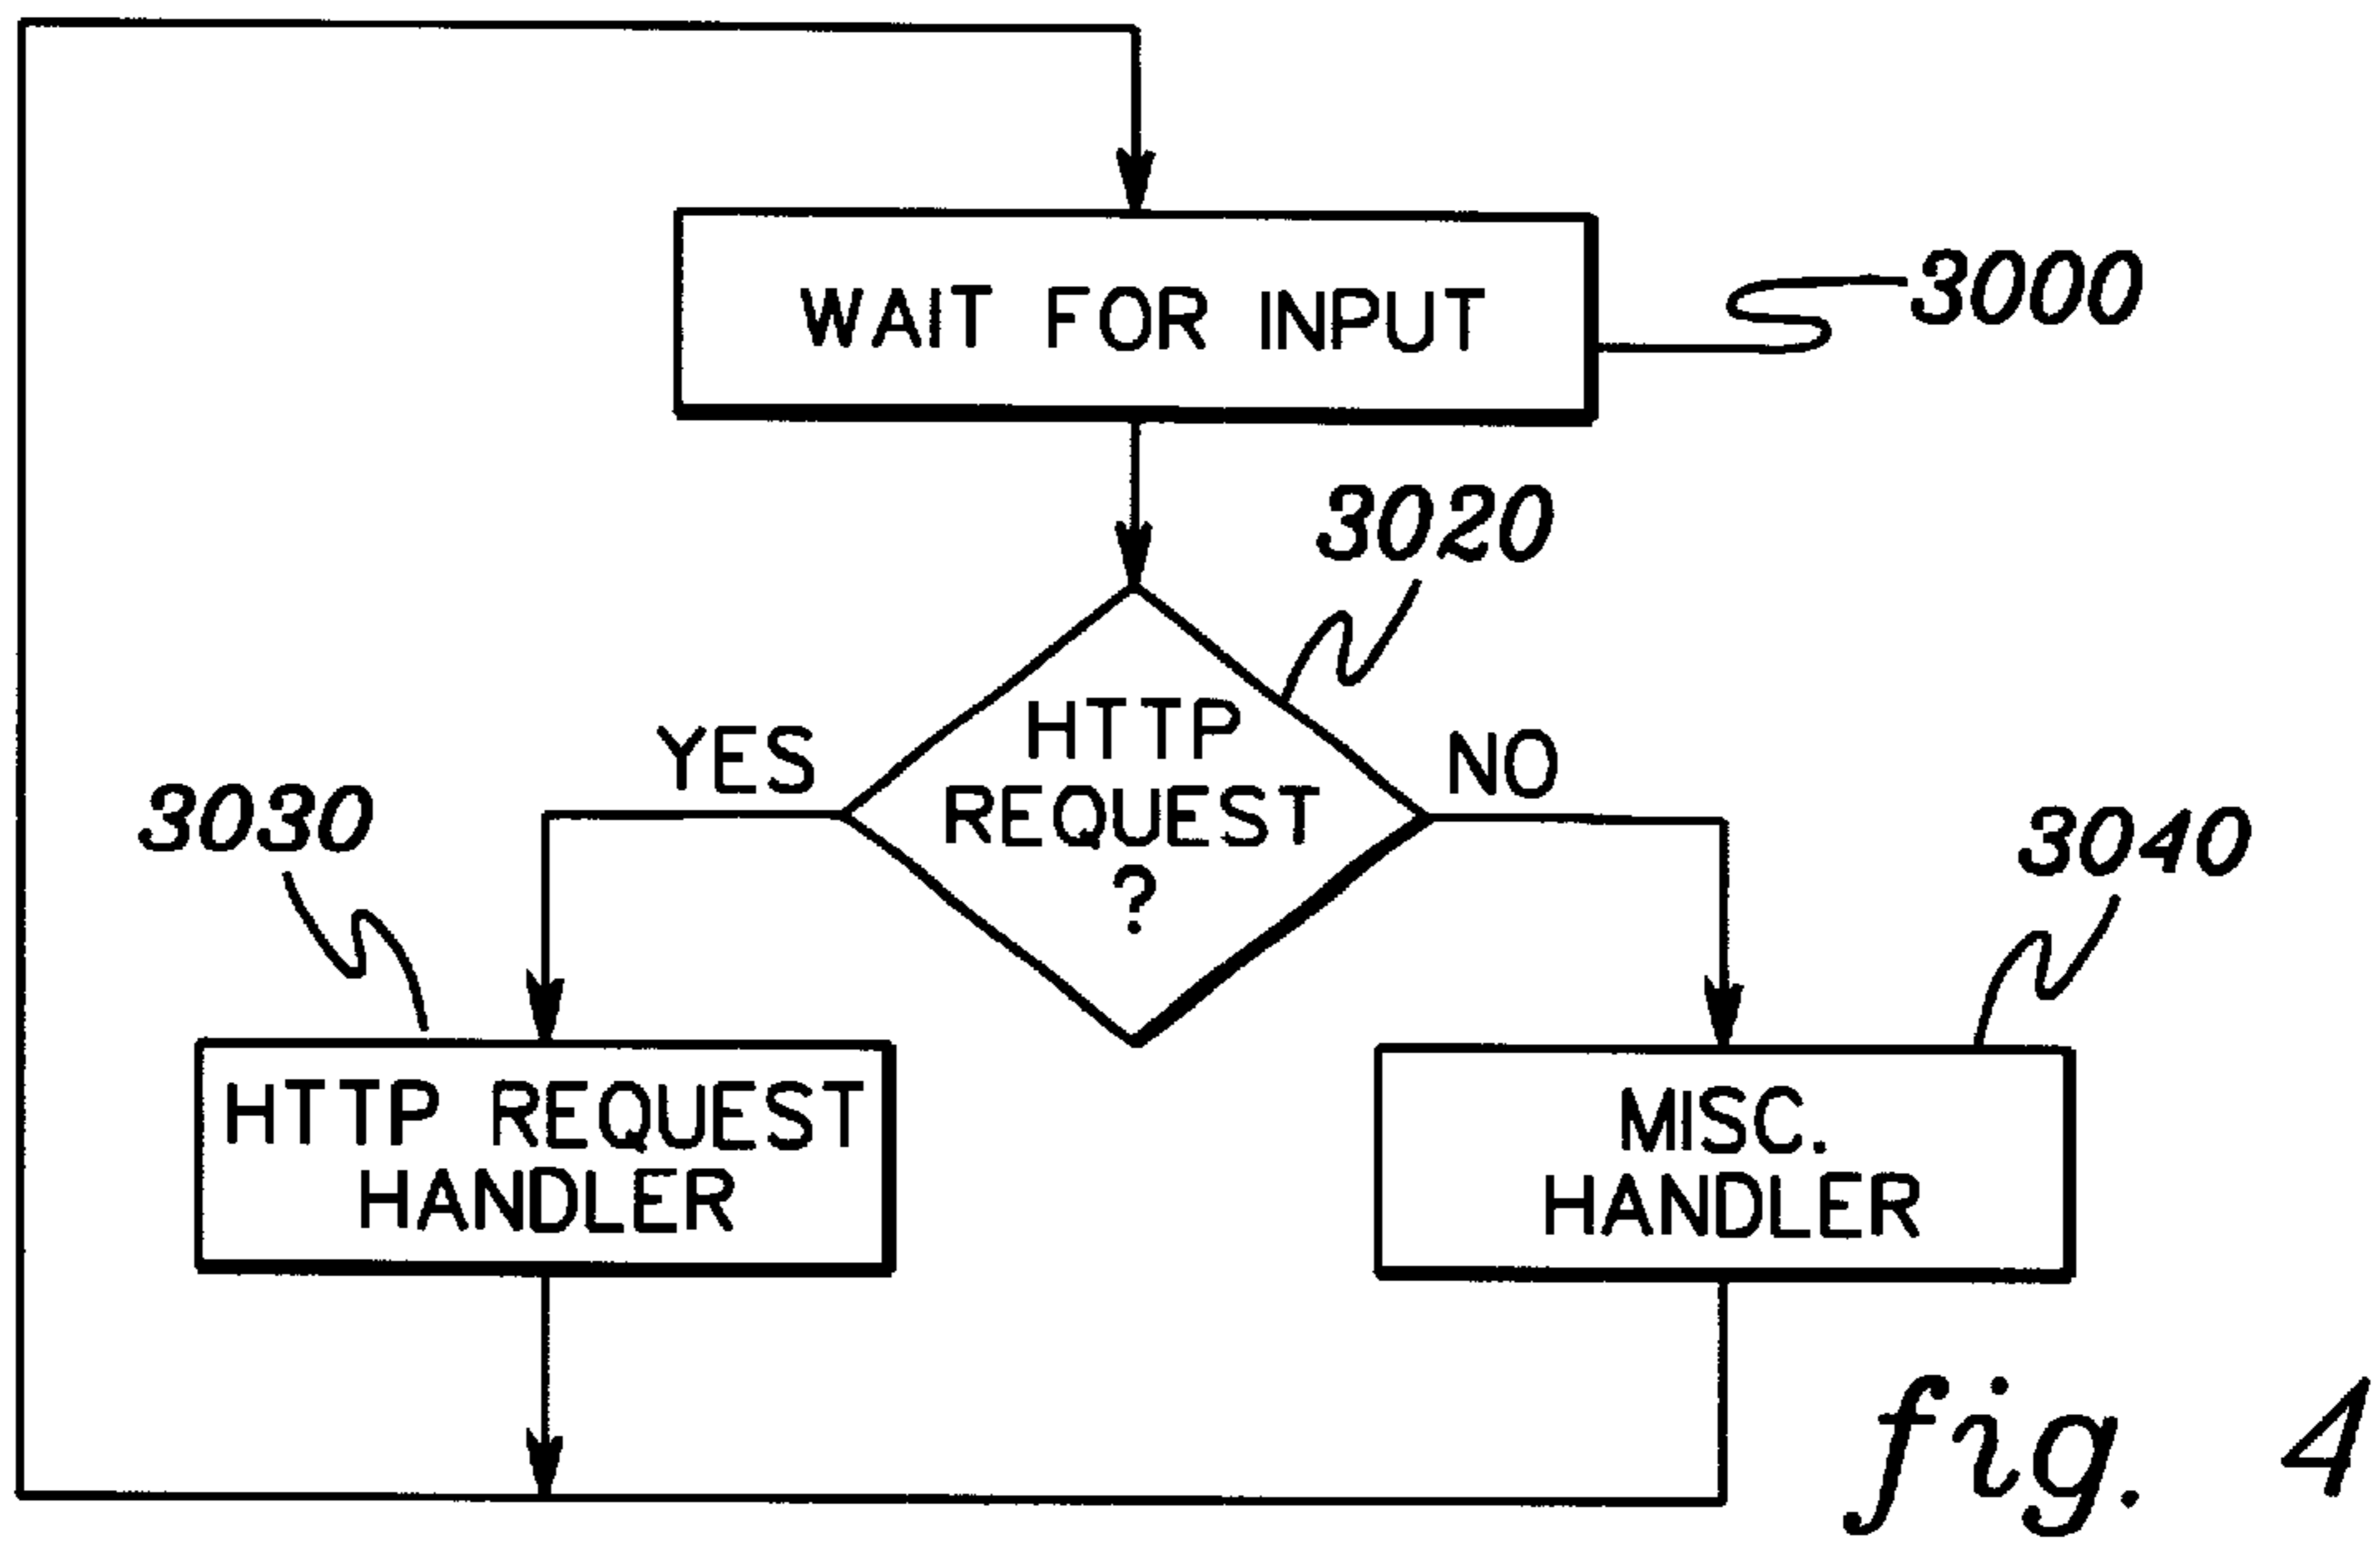 WAIT FOR INPUT
3000
3020
HTTP
REQUEST
?
YES
NO
3030
3040
HTTP REQUEST
HANDLER
MISC.
HANDLER
fig. 4